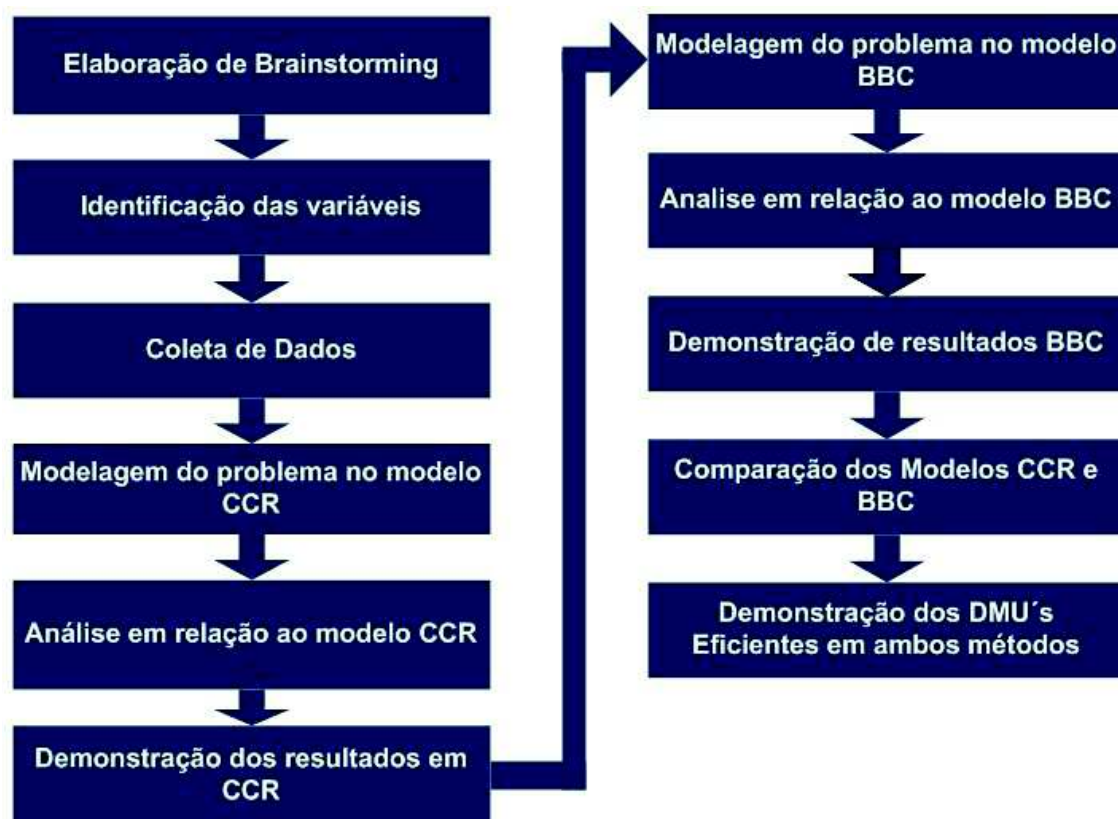 Elaboração de Brainstorming
Identificação das variáveis
Coleta de Dados
Modelagem do problema no modelo
CCR
Análise em relação ao modelo CCR
Demonstração dos resultados em
CCR
Modelagem do problema no modelo
BBC
Analise em relação ao modelo BBC
Demonstração de resultados BBC
Comparação dos Modelos CCR e
BBC
Demonstração dos DMU´s
Eficientes em ambos métodos